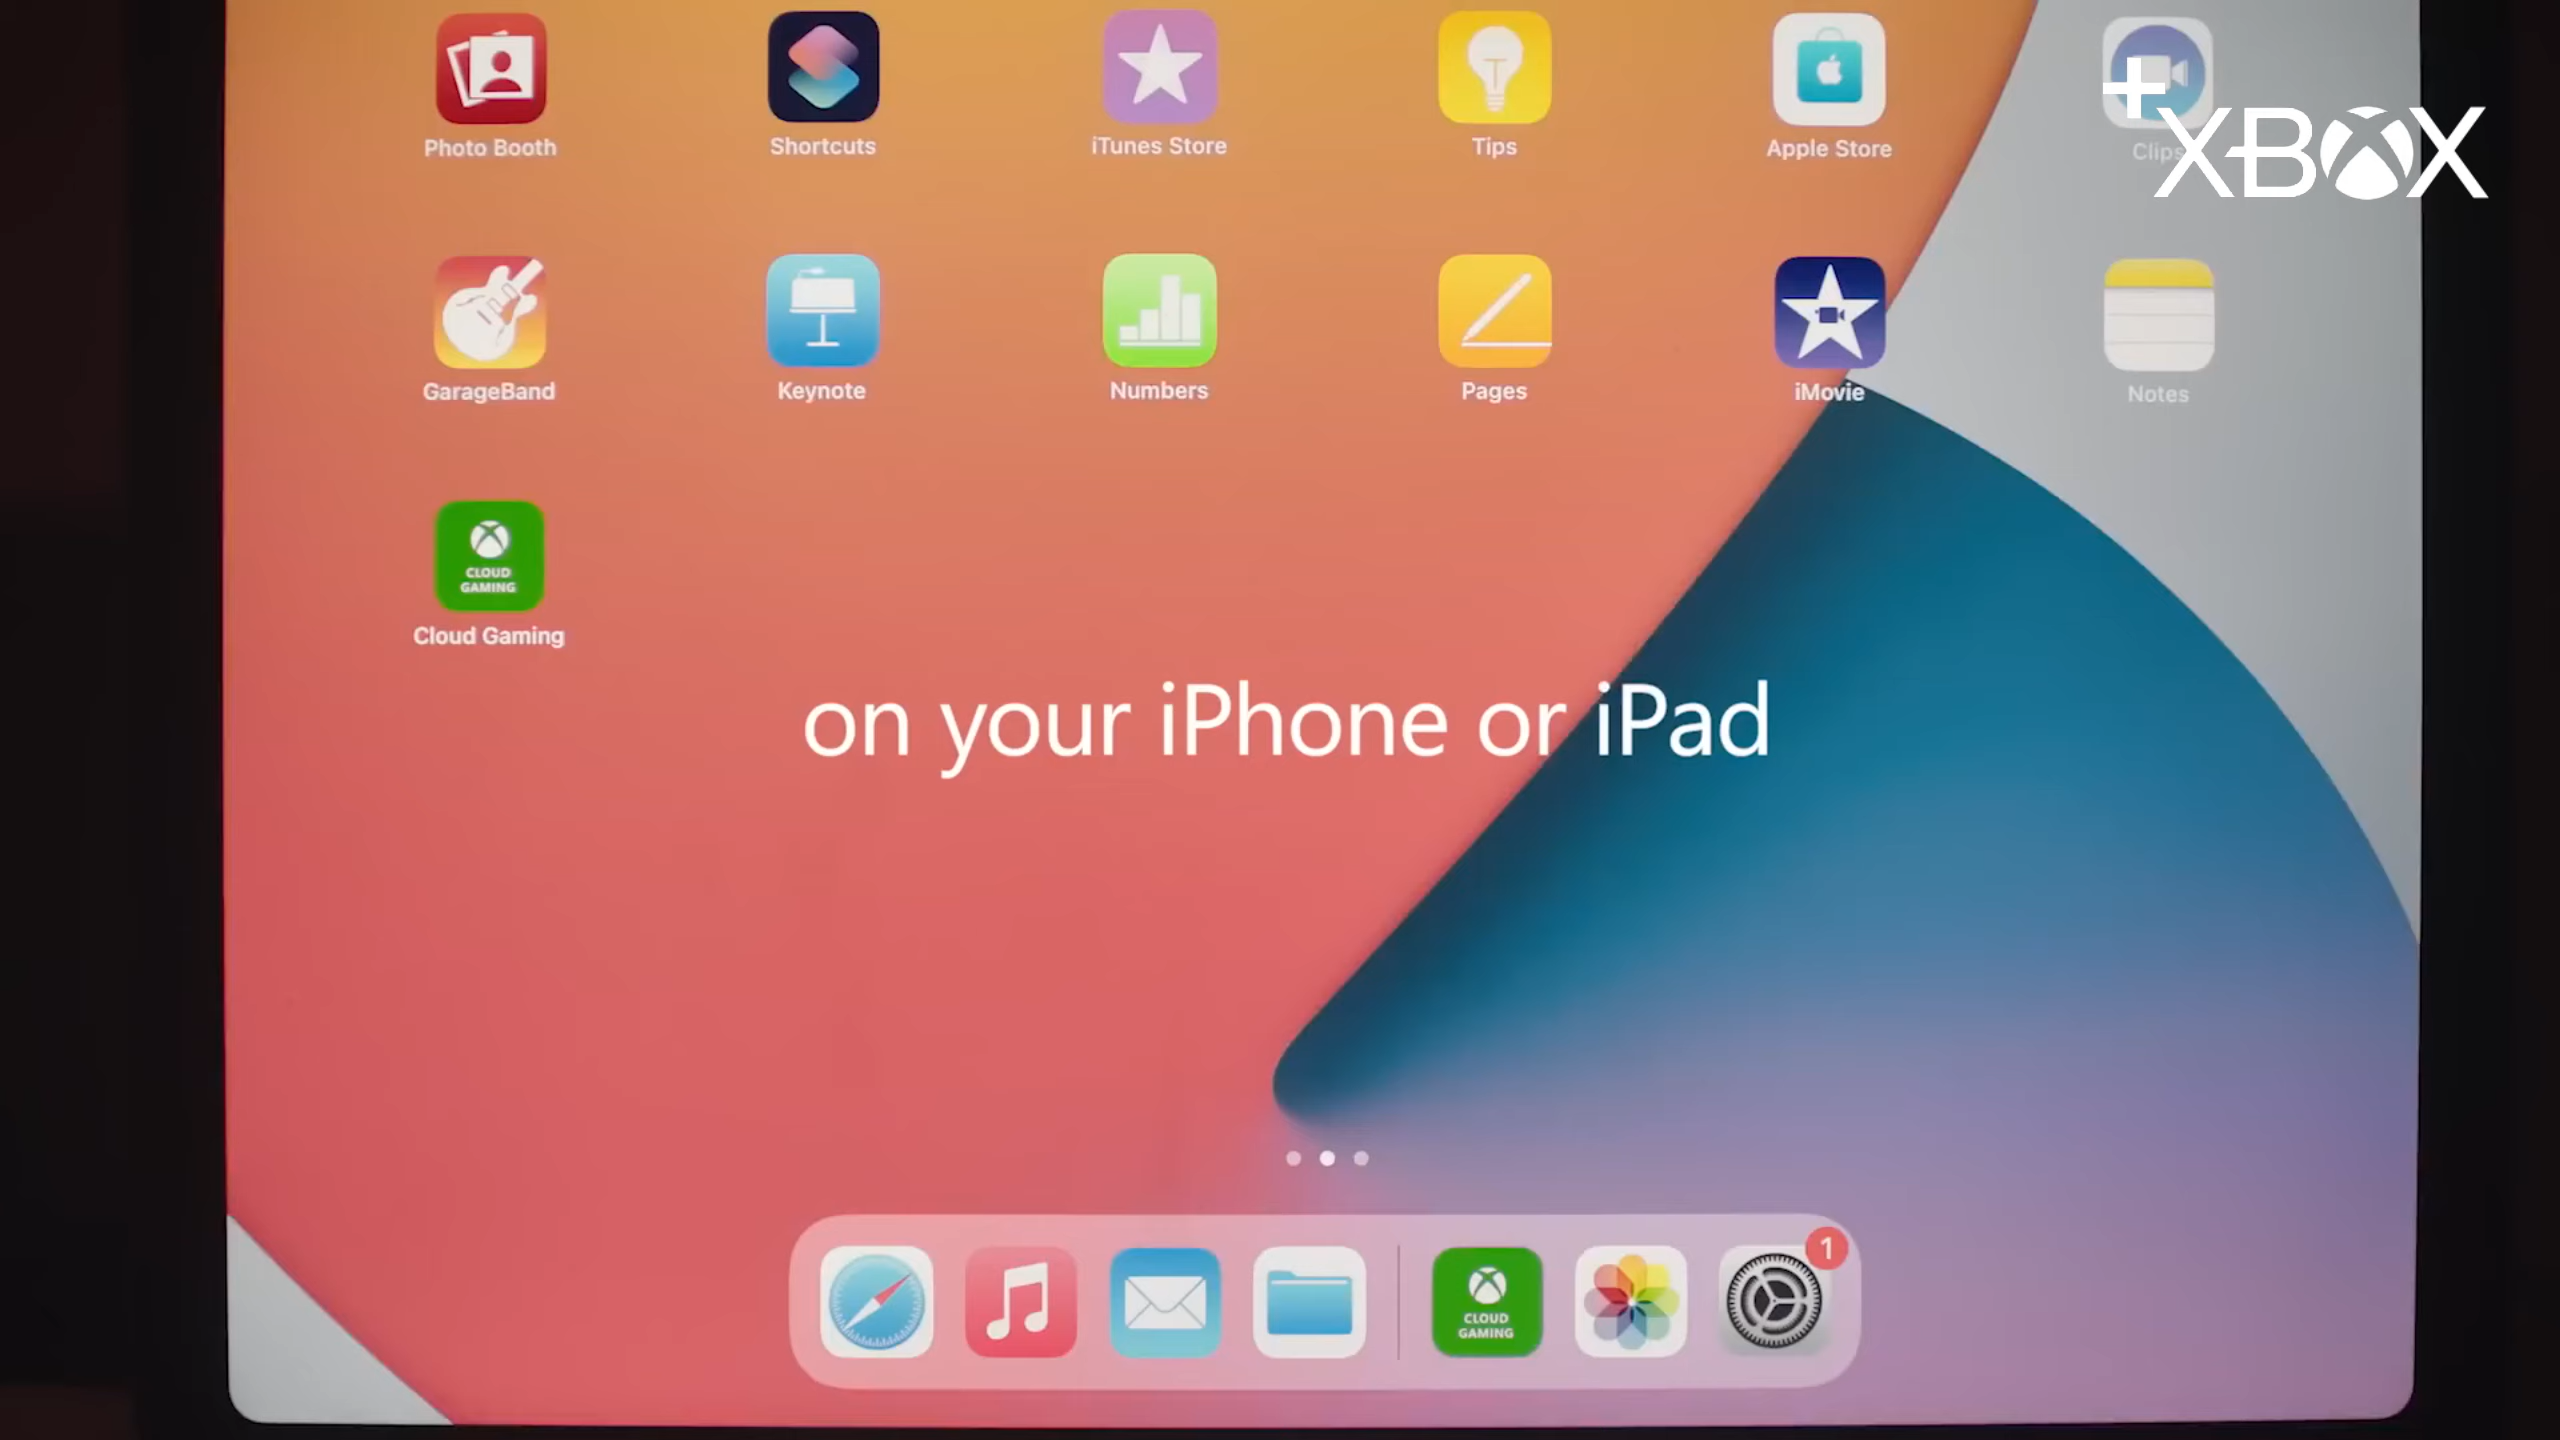 XBOX
Photo Booth
Shortcuts
iTunes Store
Tips
Apple Store
Clips
GarageBand
Keynote
Numbers
Pages
iMovie
Notes
CLOUD
GAMING
Cloud Gaming
on your iPhone or iPad
CLOUD
GAMING
1